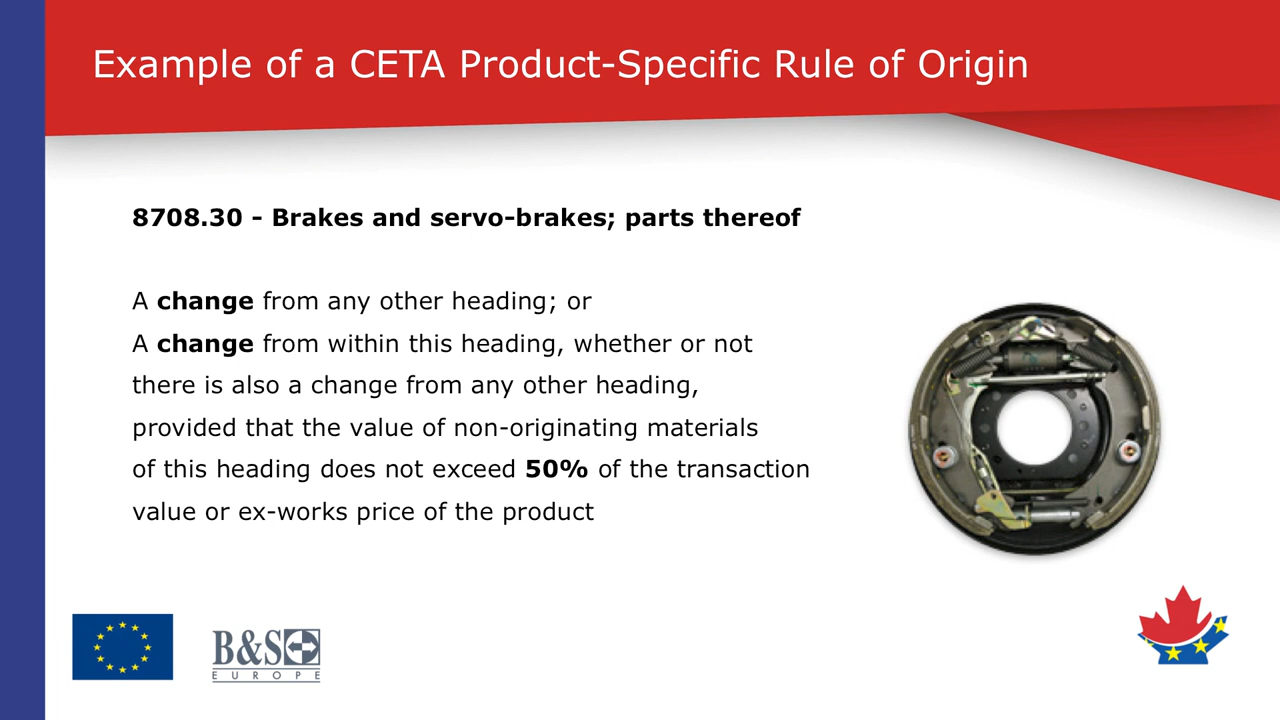 Example of a CETA Product-Specific Rule of Origin
8708.30 - Brakes and servo-brakes; parts thereof
A change from any other heading; or
A change from within this heading, whether or not
there is also a change from any other heading,
provided that the value of non-originating materials
of this heading does not exceed 50% of the transaction
value or ex-works price of the product
B&S
EUROPE